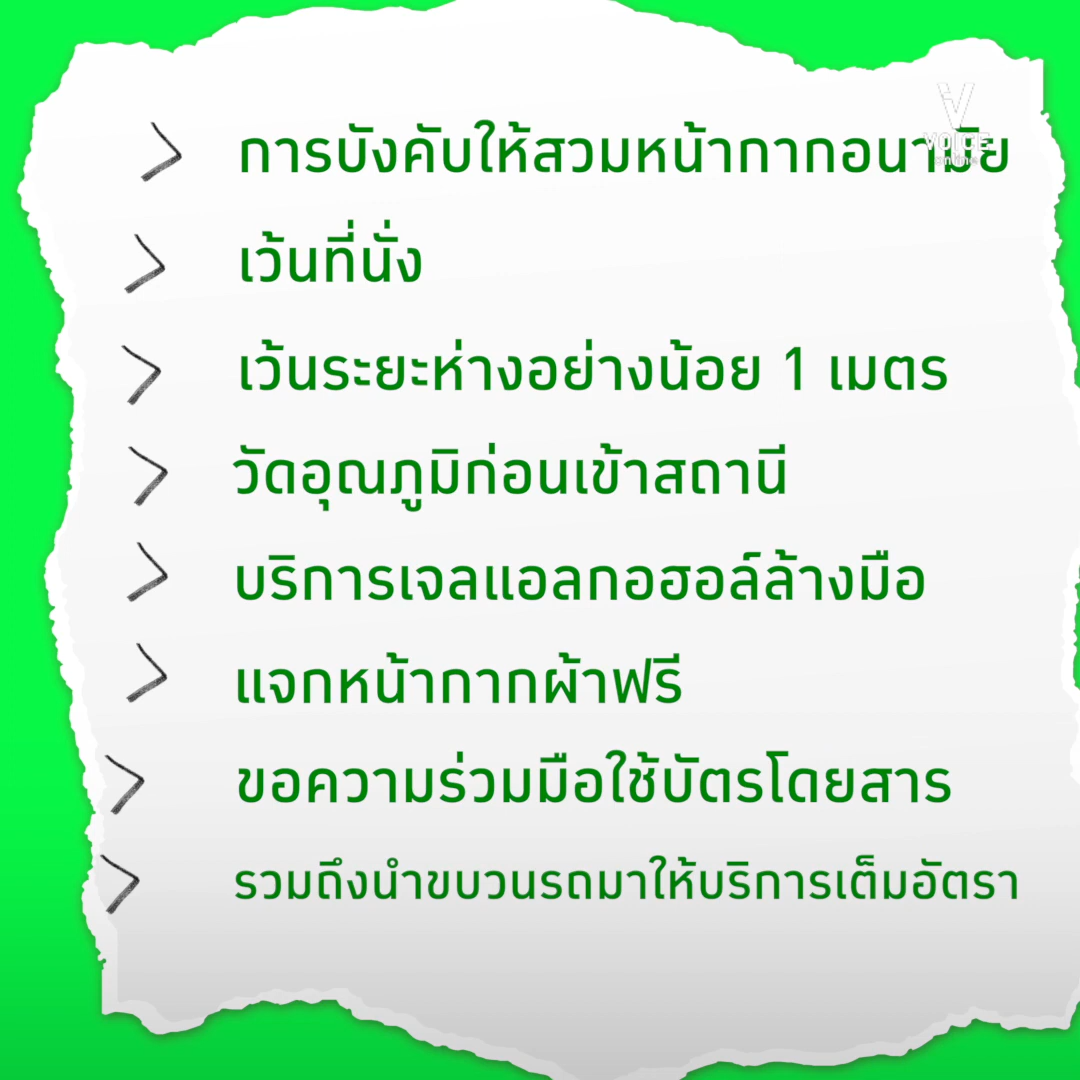 VOICE
online
การบังคับให้สวมหน้ากากอนามัย
เว้นที่นั่ง
เว้นระยะห่างอย่างน้อย 1 เมตร
วัดอุณภูมิก่อนเข้าสถานี
บริการเจลแอลกอฮอล์ล้างมือ
แจกหน้ากากผ้าฟรี
ขอความร่วมมือใช้บัตรโดยสาร
รวมถึงนำขบวนรถมาให้บริการเต็มอัตรา